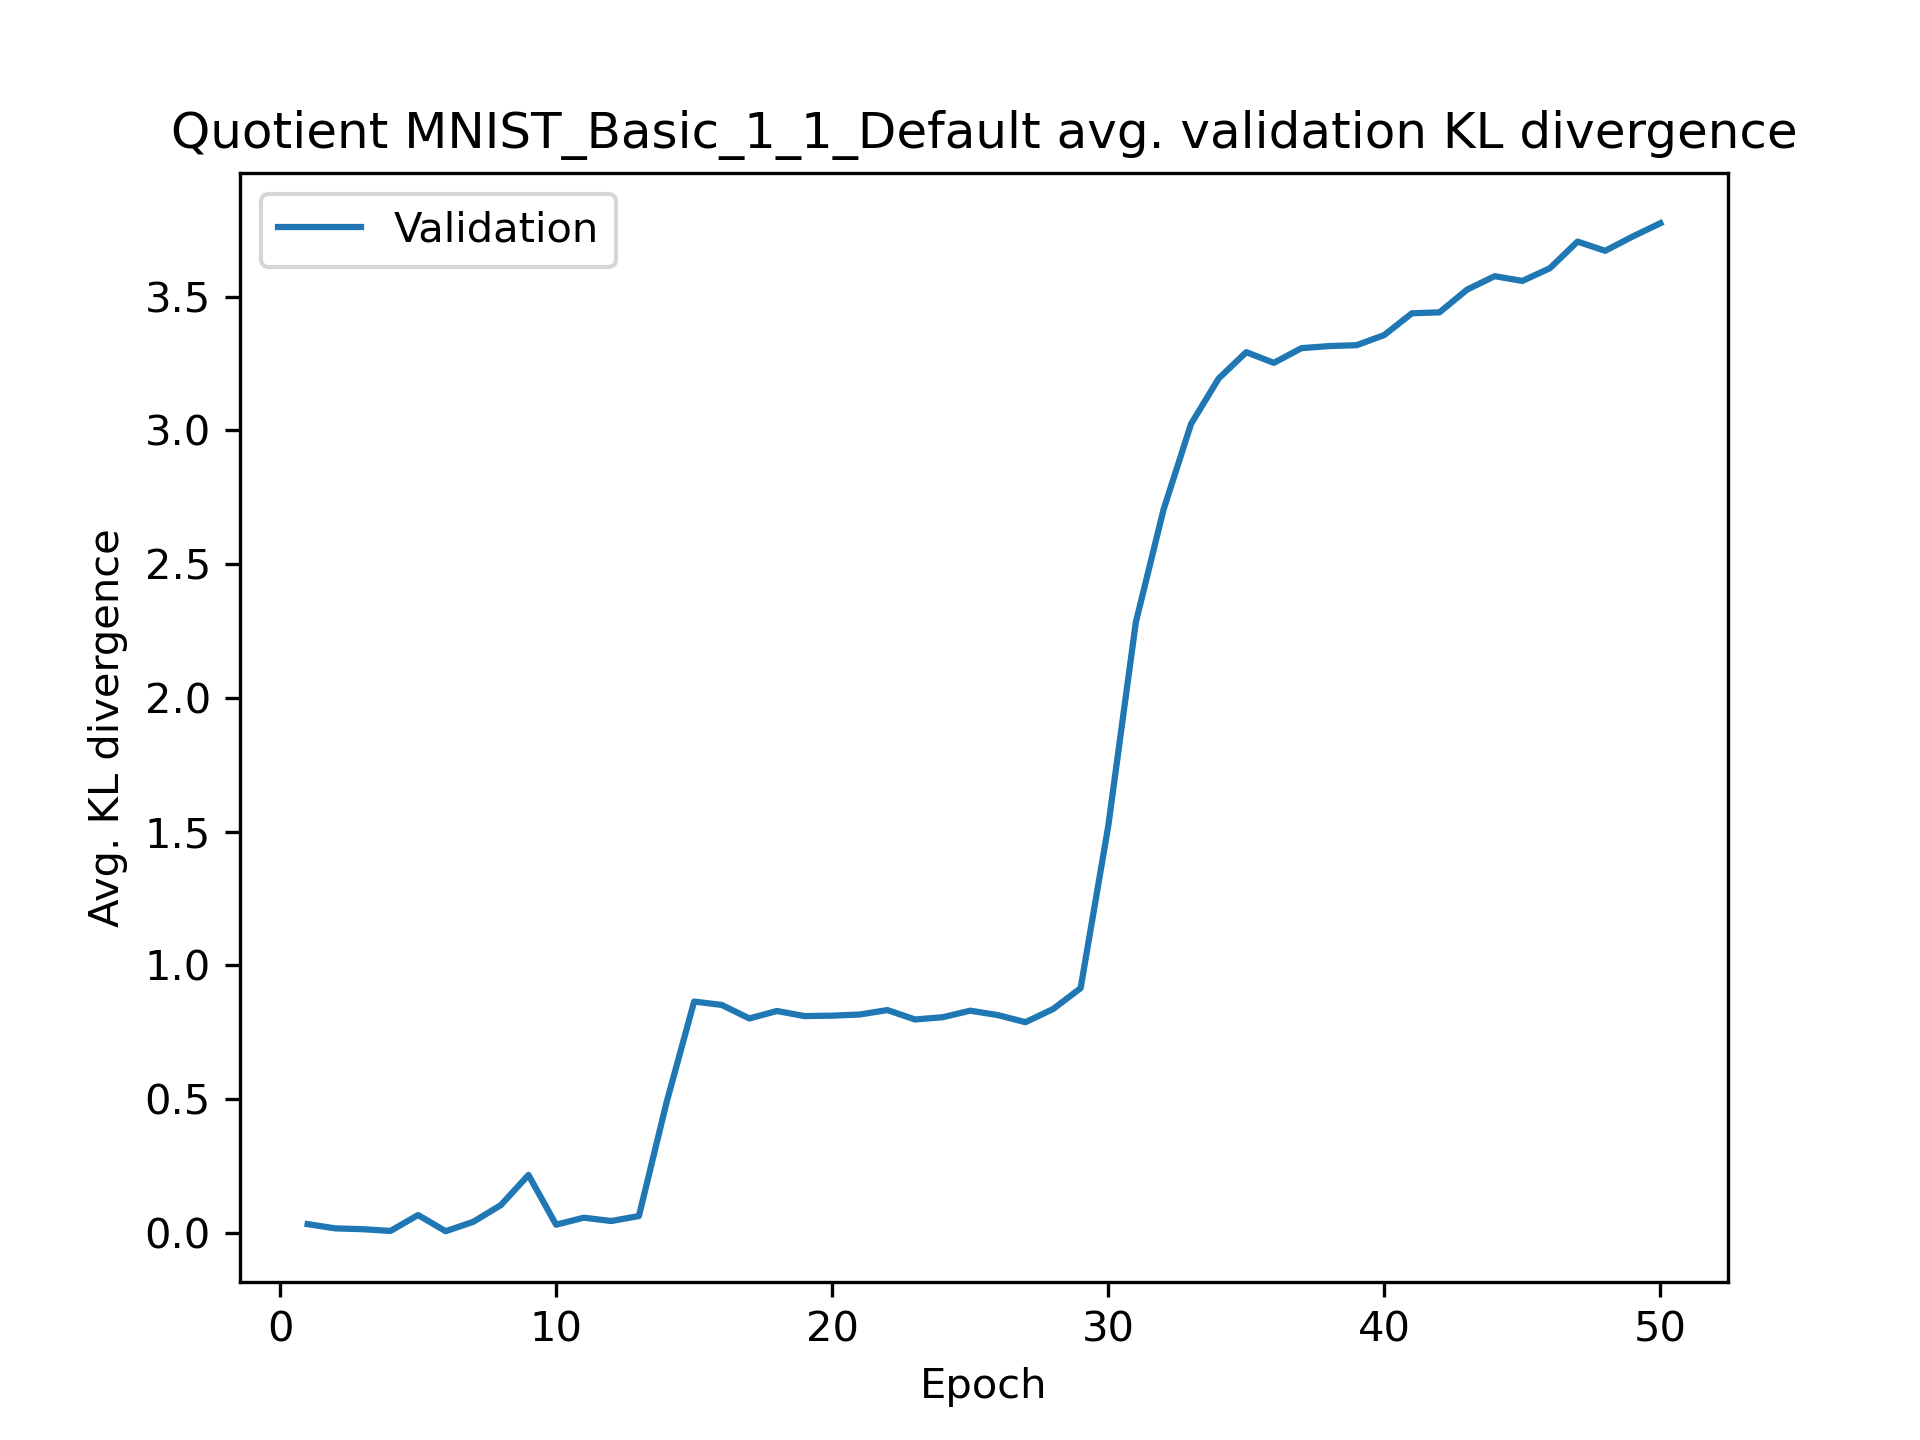 Quotient MNIST_Basic_1_1_Default avg. validation KL divergence
Validation
3.5
3.0
2.5
2.0
1.5
1.0
0.5
0.0
Avg. KL divergence
0 10 20 30 40 50
Epoch